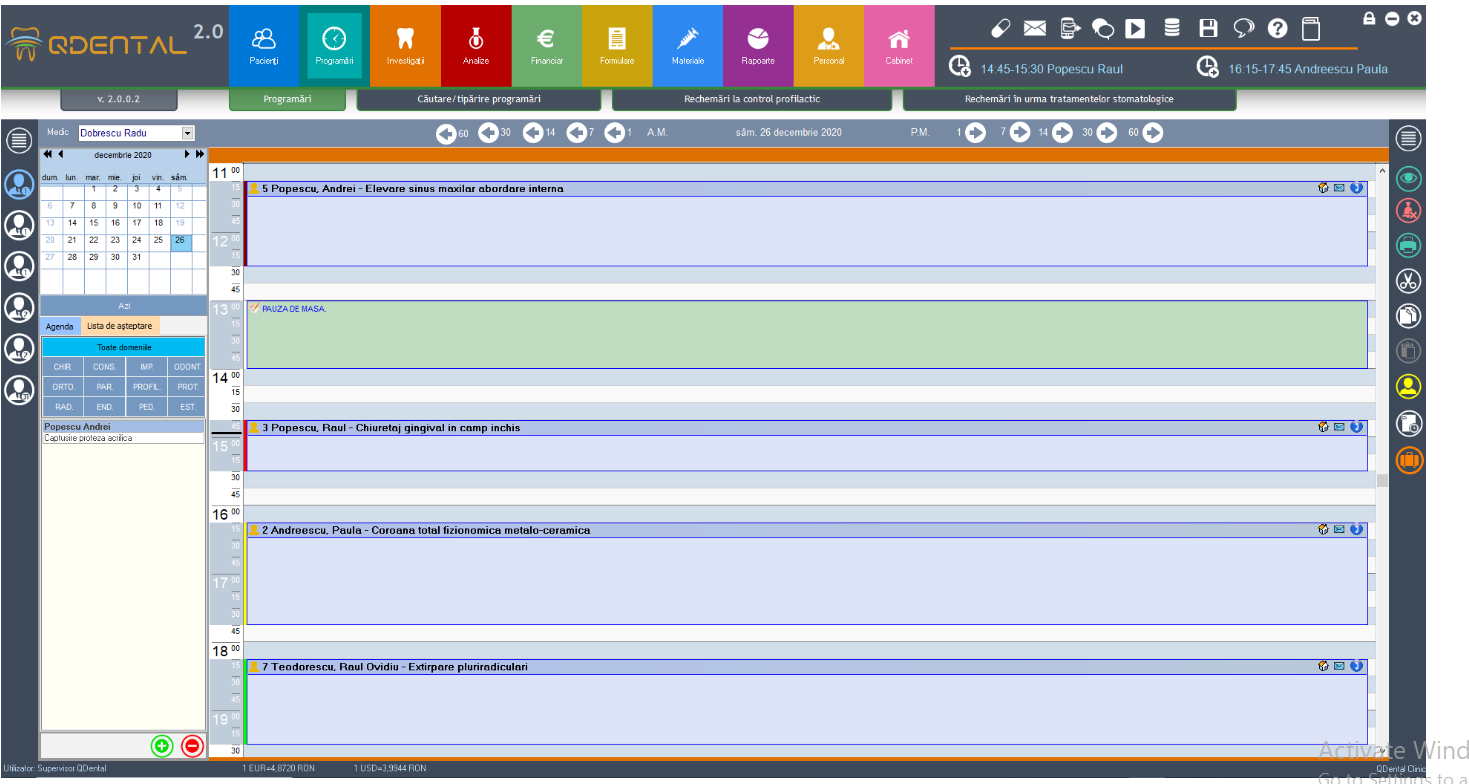 QDENTAL 2.0
Pacienți
Programări
Investigații
Analize
Financiar
Formulare
Materiale
Rapoarte
Personal
Cabinet
14:45-15:30 Popescu Raul
16:15-17:45 Andreescu Paula
v. 2.0.0.2
Programări
Căutare/tipărire programări
Rechemări la control profilactic
Rechemări în urma tratamentelor stomatologice
Medic Dobrescu Radu
60 30 14 7 1 A.M. sâm. 26 decembrie 2020 P.M. 1 7 14 30 60
decembrie 2020
dum. lun. mar. mie. joi vin. sâm.
1 2 3 4 5
6 7 8 9 10 11 12
13 14 15 16 17 18 19
20 21 22 23 24 25 26
27 28 29 30 31
Azi
Agenda Lista de așteptare
Toate domeniile
CHIR. CONS. IMP. ODONT.
ORTO. PAR. PROFIL. PROT.
RAD. END. PED. EST.
Popescu Andrei
Captusire proteza acrilica
11 00
15 5 Popescu, Andrei - Elevare sinus maxilar abordare interna
30
45
12 00
15
30
45
13 00 PAUZA DE MASA.
15
30
45
14 00
15
30
45 3 Popescu, Raul - Chiuretaj gingival in camp inchis
15 00
15
30
45
16 00
15 2 Andreescu, Paula - Coroana total fizionomica metalo-ceramica
30
45
17 00
15
30
45
18 00
15 7 Teodorescu, Raul Ovidiu - Extirpare pluriradiculari
30
45
19 00
15
30
Activate Wind
Go to Settings to a
Utilizator: Supervisor QDental
1 EUR=4,8720 RON
1 USD=3,9944 RON
QDental Clinic